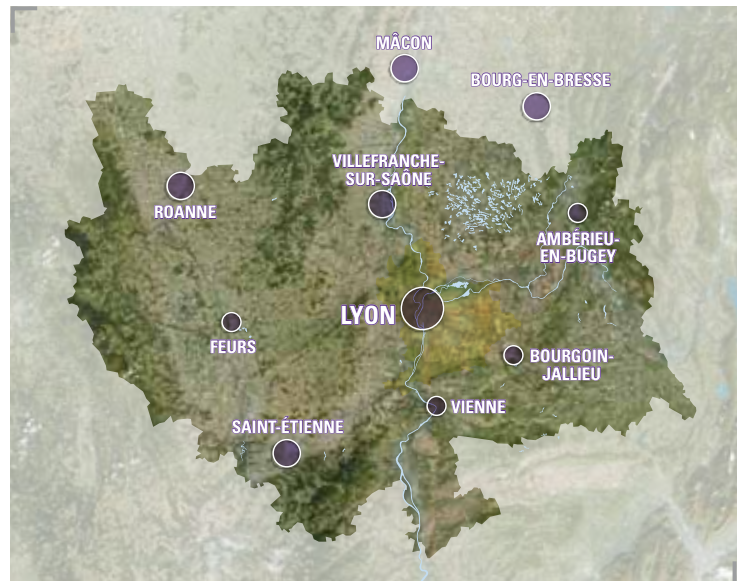 MÂCON
BOURG-EN-BRESSE
VILLEFRANCHE-
SUR-SAÔNE
ROANNE
AMBÉRIEU-
EN-BUGEY
LYON
FEURS
BOURGOIN-
JALLIEU
VIENNE
SAINT-ÉTIENNE